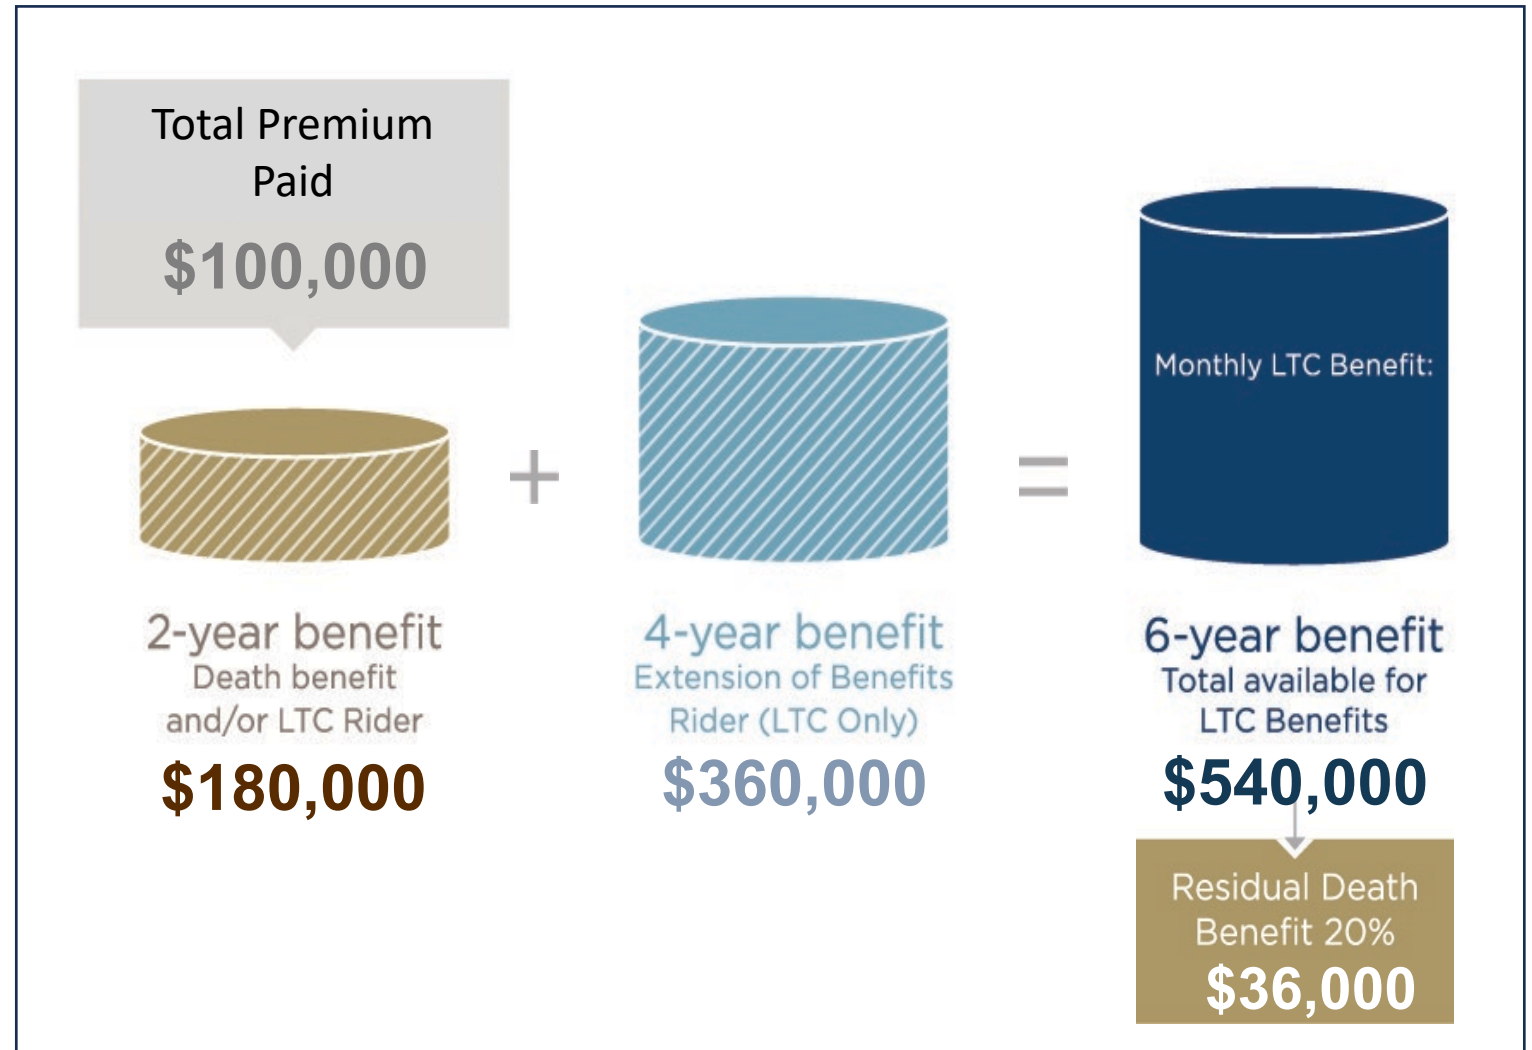 Total Premium
Paid
$100,000
2-year benefit
Death benefit
and/or LTC Rider
$180,000
+
4-year benefit
Extension of Benefits
Rider (LTC Only)
$360,000
=
Monthly LTC Benefit:
6-year benefit
Total available for
LTC Benefits
$540,000
Residual Death
Benefit 20%
$36,000